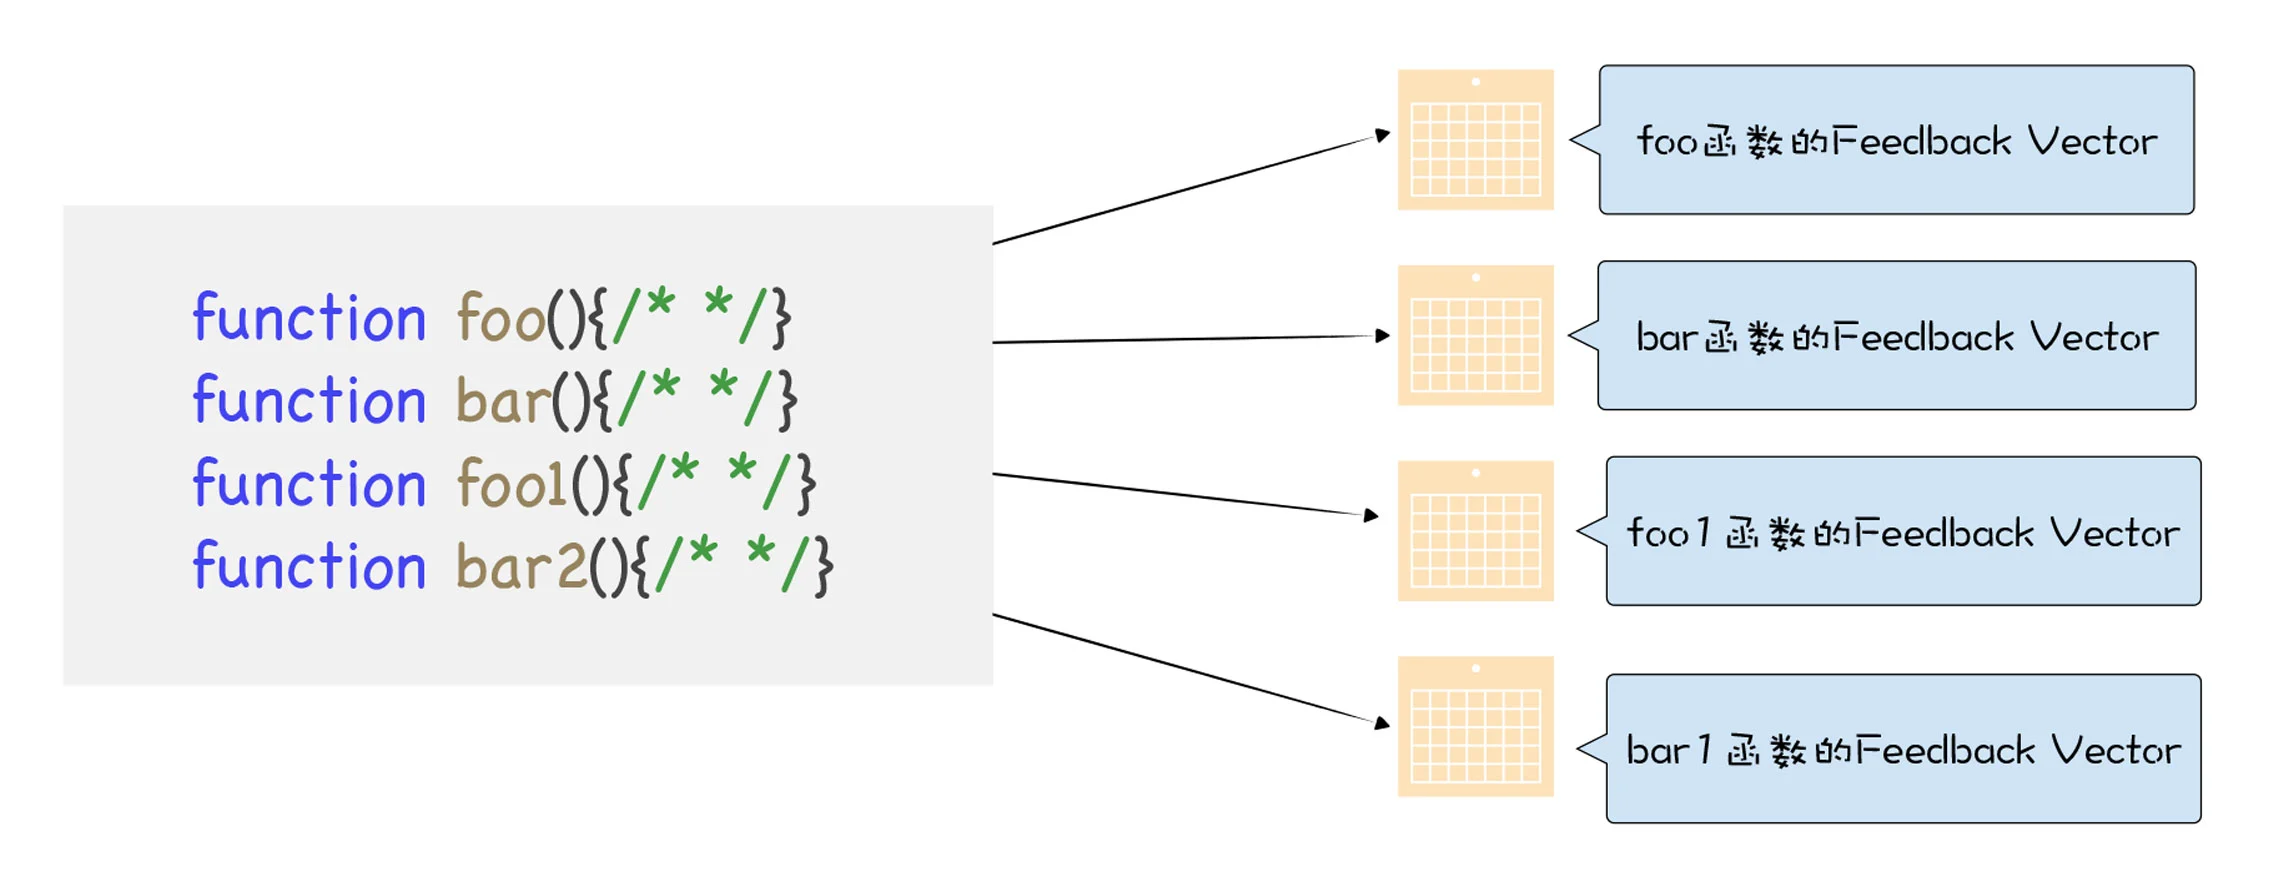 function foo(){/* */}
function bar(){/* */}
function foo1(){/* */}
function bar2(){/* */}
foo函数的Feedback Vector
bar函数的Feedback Vector
foo1函数的Feedback Vector
bar1函数的Feedback Vector